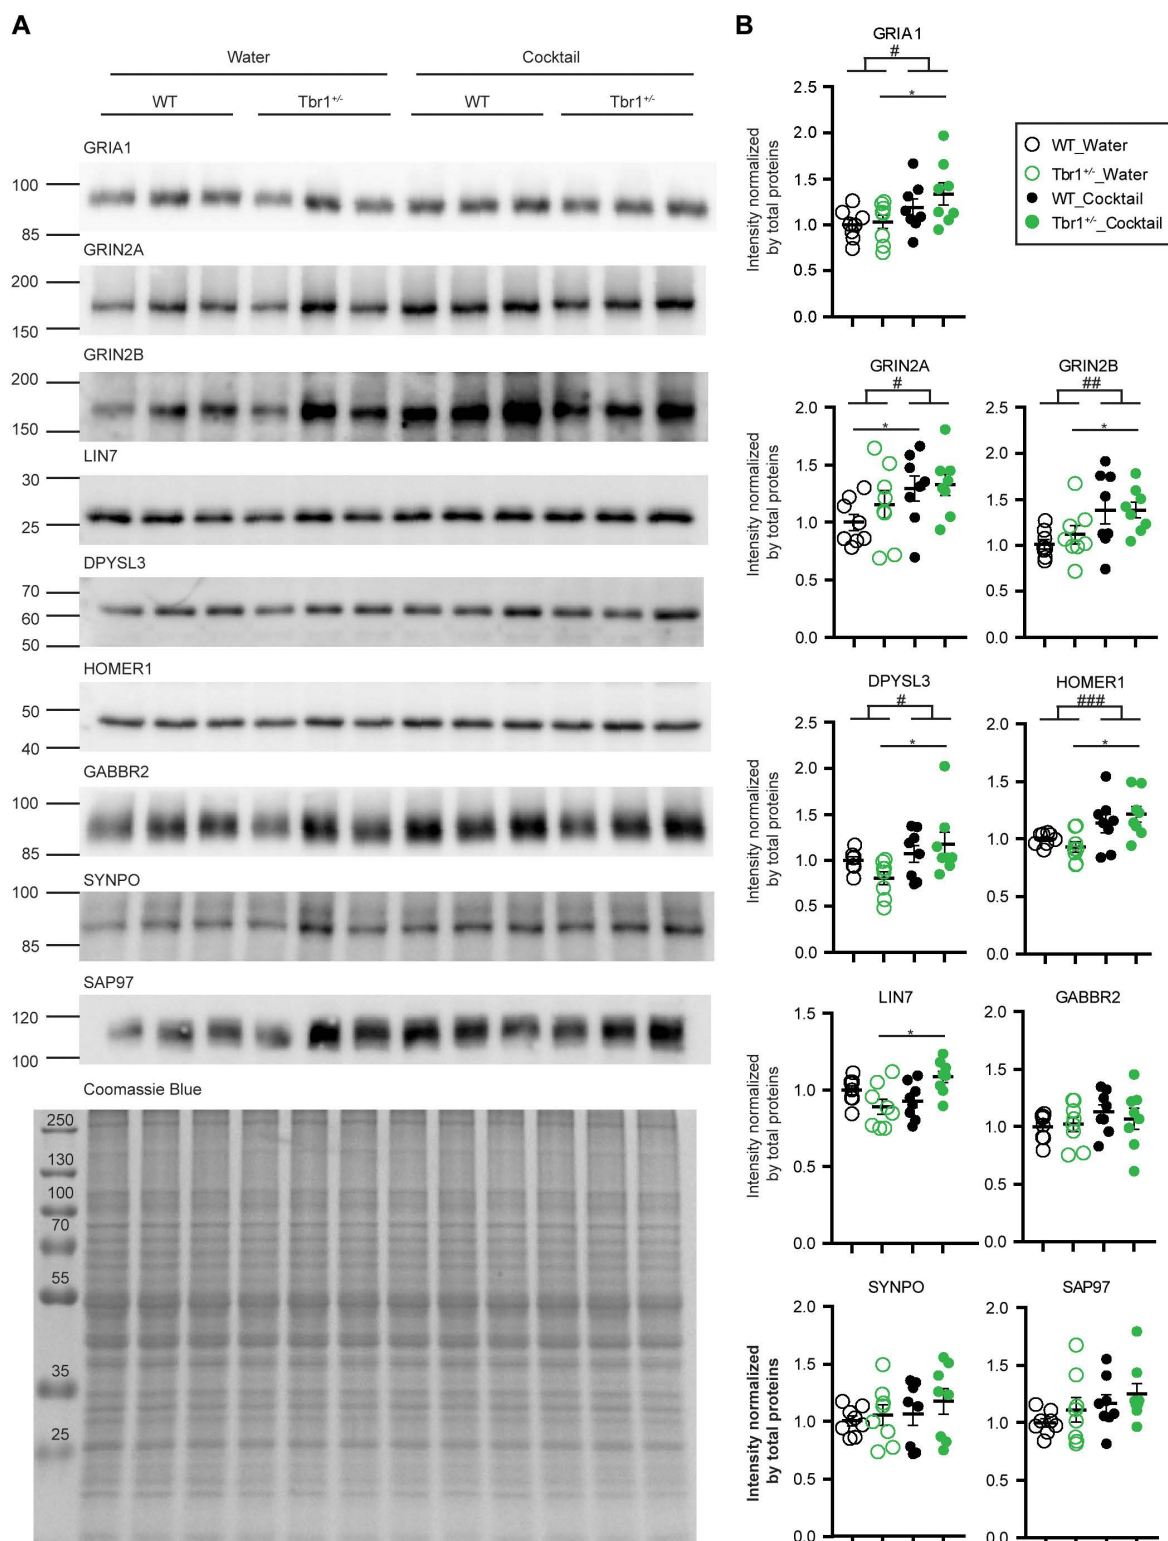 A
Water
Cocktail
WT
Tbr1+/-
WT
Tbr1+/-
GRIA1
100
85
GRIN2A
200
150
GRIN2B
200
150
LIN7
30
25
DPYSL3
70
60
50
HOMER1
50
40
GABBR2
100
85
SYNPO
100
85
SAP97
120
100
Coomassie Blue
250
130
100
70
55
35
25
B
GRIA1
#
*
2.5
2.0
1.5
1.0
0.5
0.0
Intensity normalized
by total proteins
WT_Water
Tbr1+/-_Water
WT_Cocktail
Tbr1+/-_Cocktail
GRIN2A
#
*
2.0
1.5
1.0
0.5
0.0
Intensity normalized
by total proteins
GRIN2B
##
*
2.5
2.0
1.5
1.0
0.5
0.0
DPYSL3
#
*
2.5
2.0
1.5
1.0
0.5
0.0
Intensity normalized
by total proteins
HOMER1
###
*
2.0
1.5
1.0
0.5
0.0
LIN7
*
1.5
1.0
0.5
0.0
Intensity normalized
by total proteins
GABBR2
2.0
1.5
1.0
0.5
0.0
SYNPO
2.0
1.5
1.0
0.5
0.0
Intensity normalized
by total proteins
SAP97
2.0
1.5
1.0
0.5
0.0